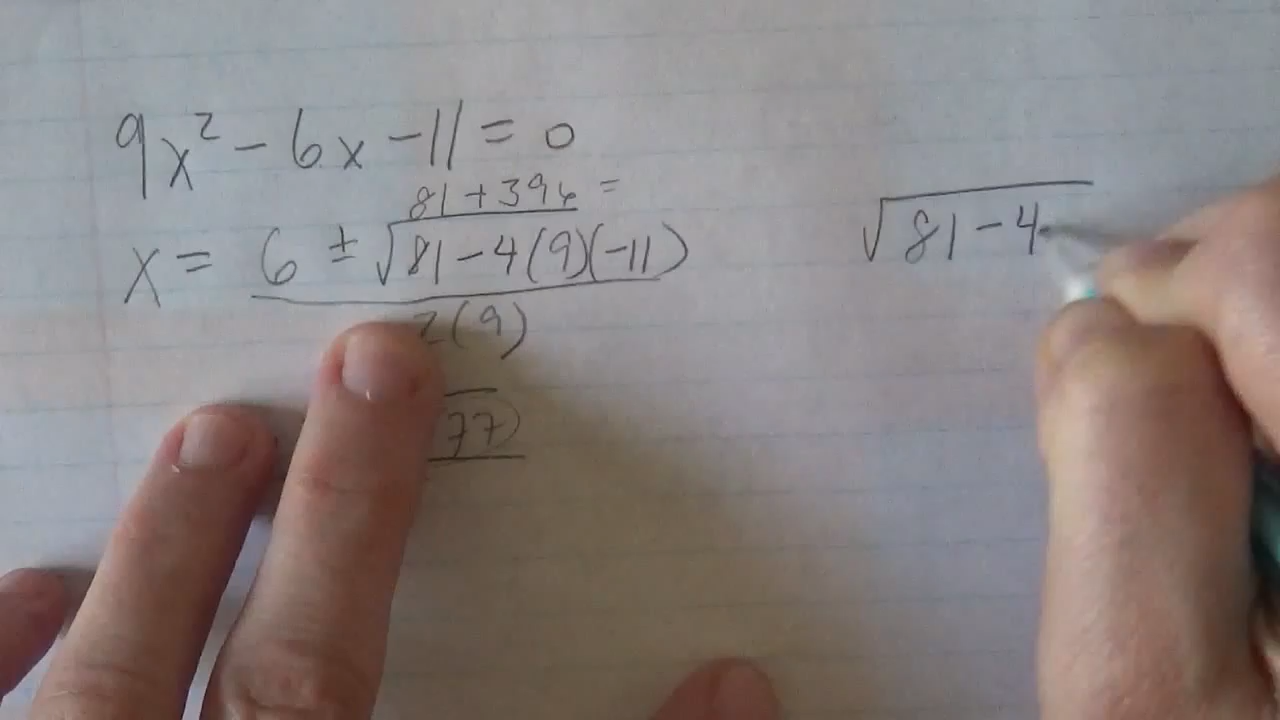 9x² - 6x - 11 = 0
81 + 396 =
x = 6 ± √81 - 4(9)(-11)
2(9)
77
√81 - 4